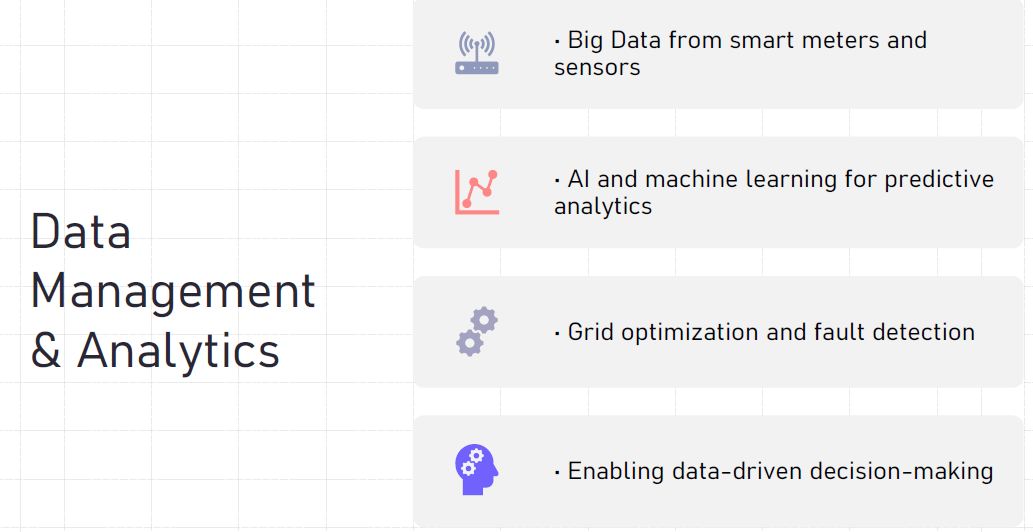 Data
Management
& Analytics
· Big Data from smart meters and
sensors
· AI and machine learning for predictive
analytics
· Grid optimization and fault detection
· Enabling data-driven decision-making